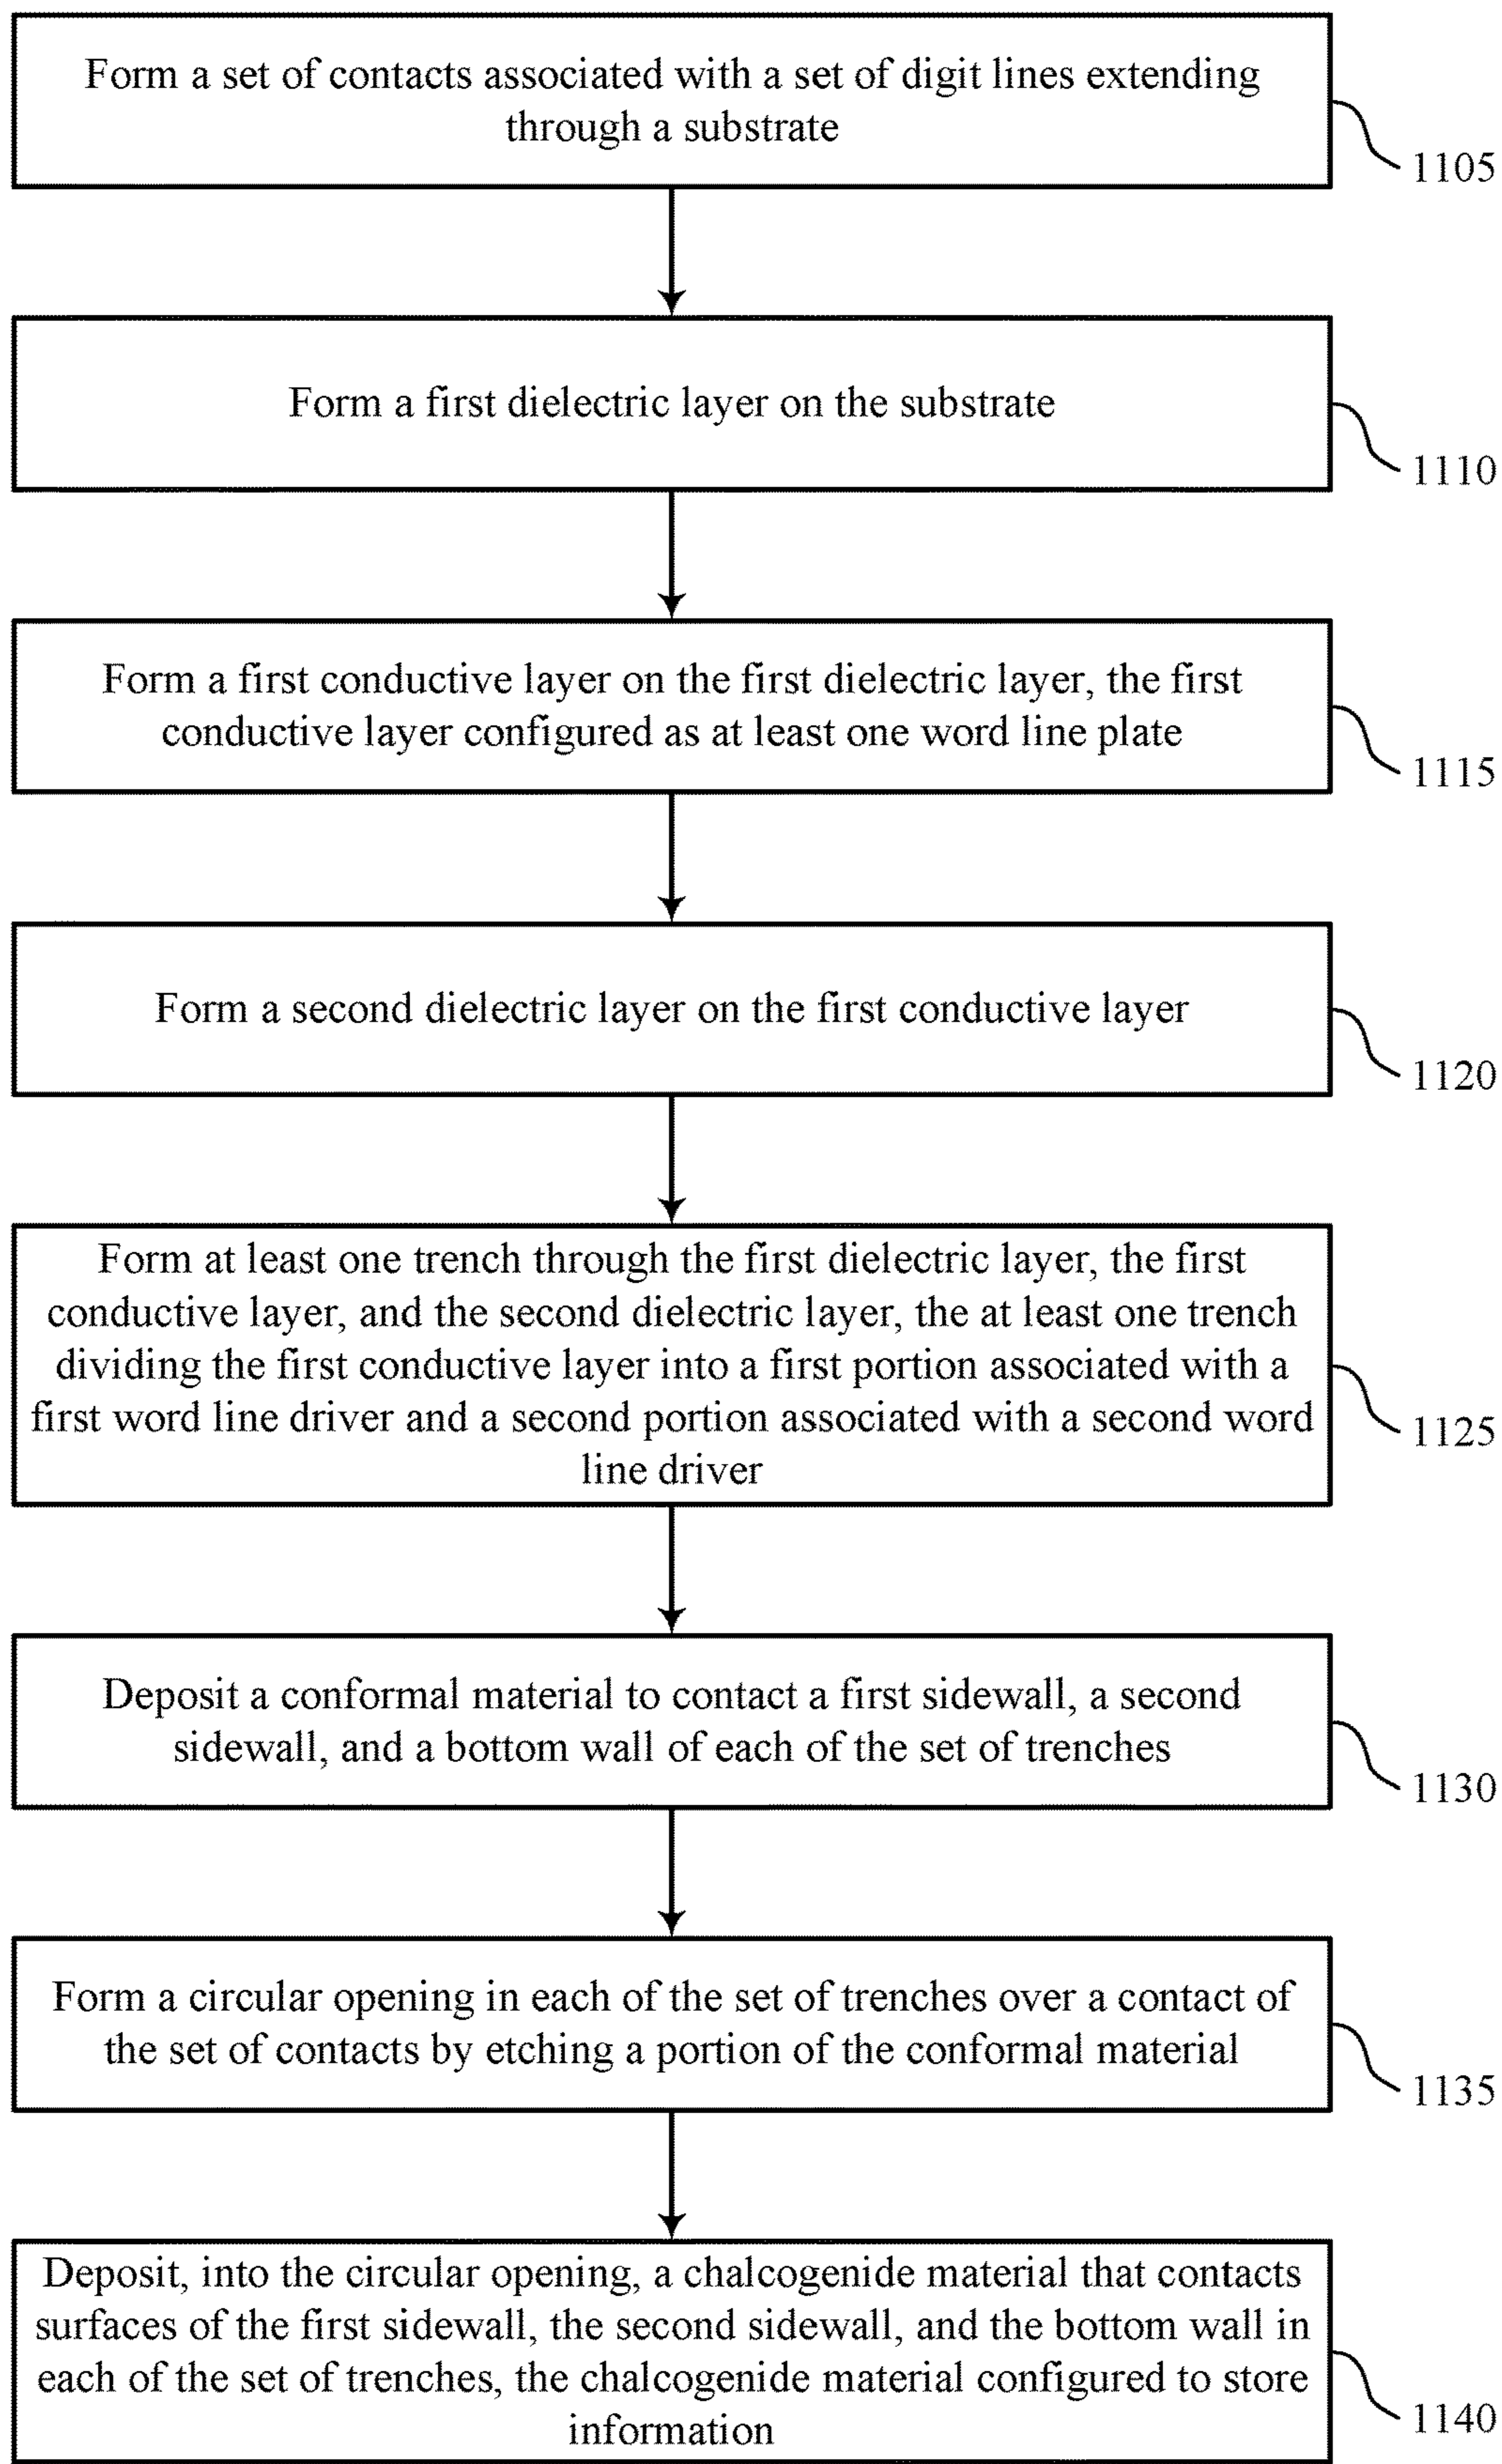 Form a set of contacts associated with a set of digit lines extending
through a substrate
1105
Form a first dielectric layer on the substrate
1110
Form a first conductive layer on the first dielectric layer, the first
conductive layer configured as at least one word line plate
1115
Form a second dielectric layer on the first conductive layer
1120
Form at least one trench through the first dielectric layer, the first
conductive layer, and the second dielectric layer, the at least one trench
dividing the first conductive layer into a first portion associated with a
first word line driver and a second portion associated with a second word
line driver
1125
Deposit a conformal material to contact a first sidewall, a second
sidewall, and a bottom wall of each of the set of trenches
1130
Form a circular opening in each of the set of trenches over a contact of
the set of contacts by etching a portion of the conformal material
1135
Deposit, into the circular opening, a chalcogenide material that contacts
surfaces of the first sidewall, the second sidewall, and the bottom wall in
each of the set of trenches, the chalcogenide material configured to store
information
1140